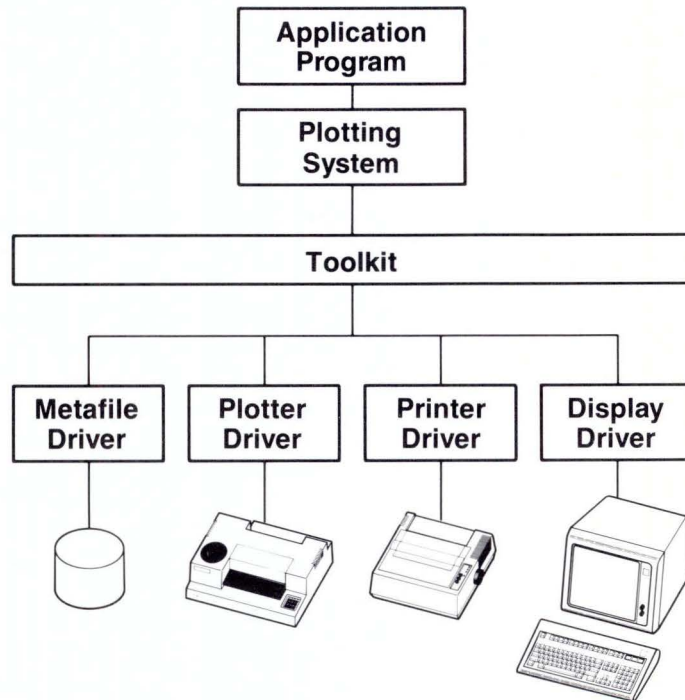 Application
Program
Plotting
System
Toolkit
Metafile
Driver
Plotter
Driver
Printer
Driver
Display
Driver